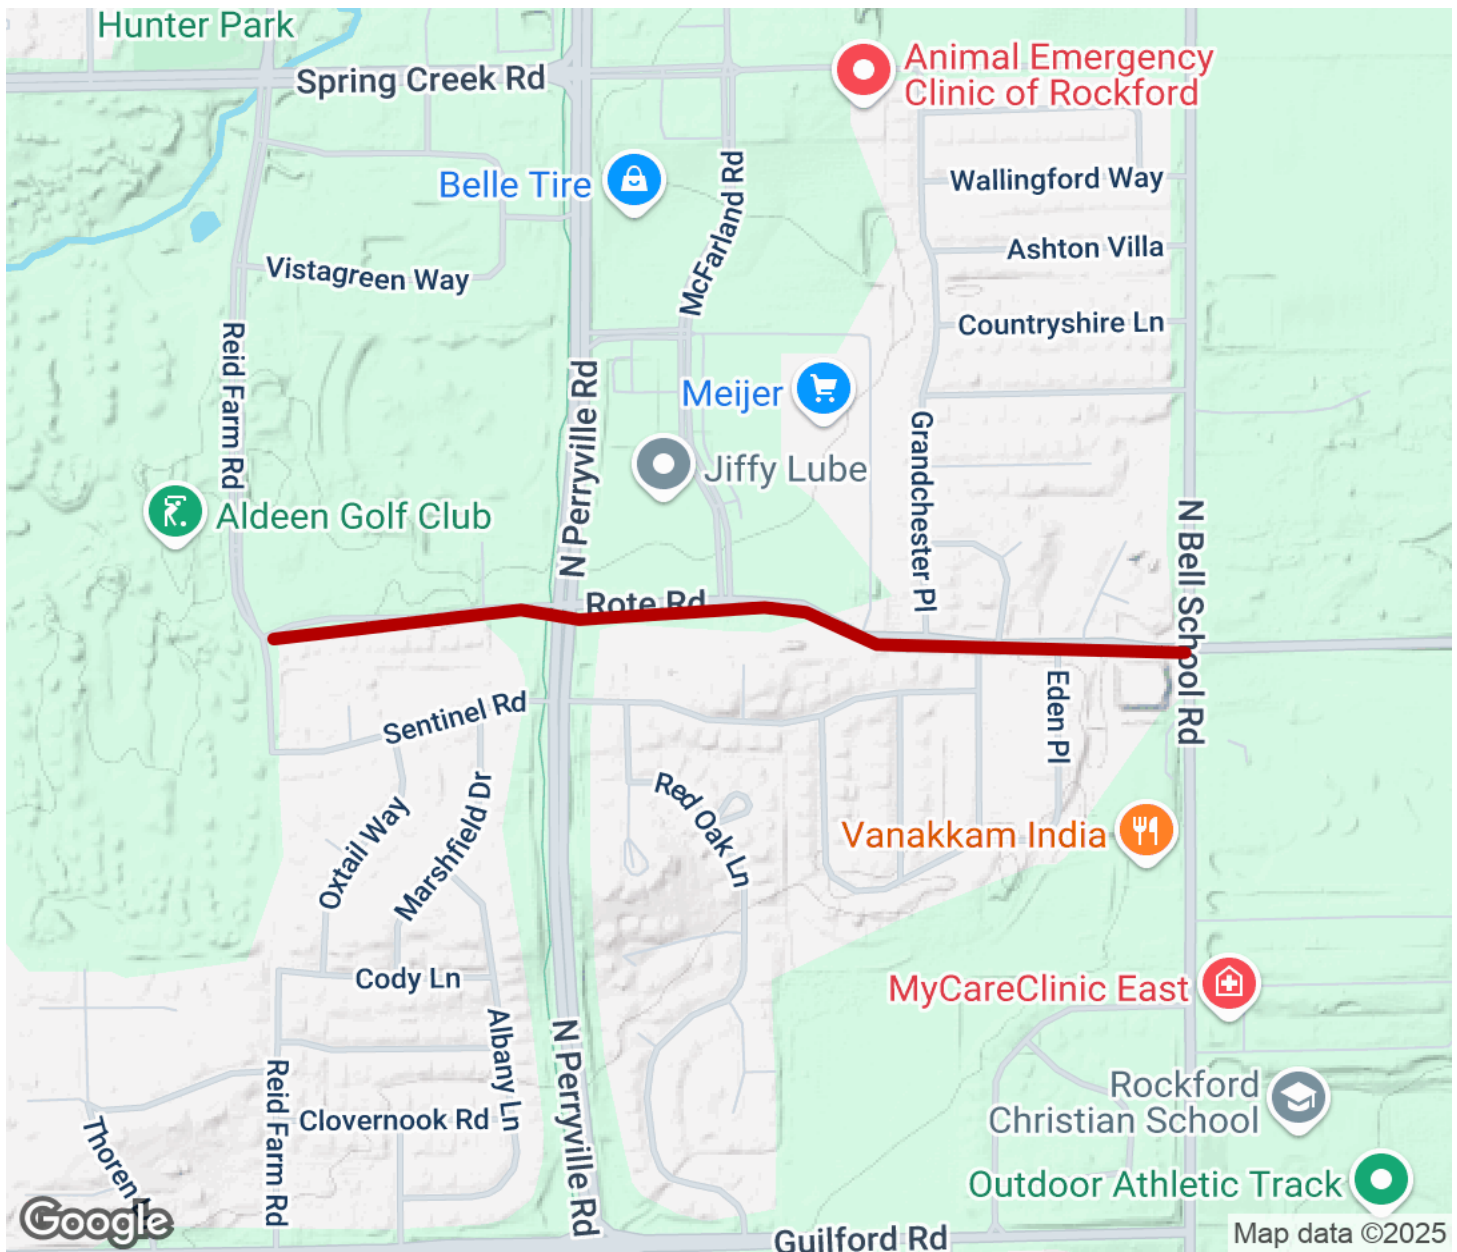 Hunter Park
Spring Creek Rd
Animal Emergency
Clinic of Rockford
Belle Tire
McFarland Rd
Wallingford Way
Ashton Villa
Vistagreen Way
Countryshire Ln
Reid Farm Rd
N Perryville Rd
Meijer
Grandchester Pl
Jiffy Lube
Aldeen Golf Club
N Bell School Rd
Rote Rd
Sentinel Rd
Eden Pl
Oxtail Way
Marshfield Dr
Red Oak Ln
Vanakkam India
Cody Ln
MyCareClinic East
Albany Ln
N Perryville Rd
Reid Farm Rd
Rockford
Christian School
Clovernook Rd
Thoren
Outdoor Athletic Track
Google
Guilford Rd
Map data ©2025